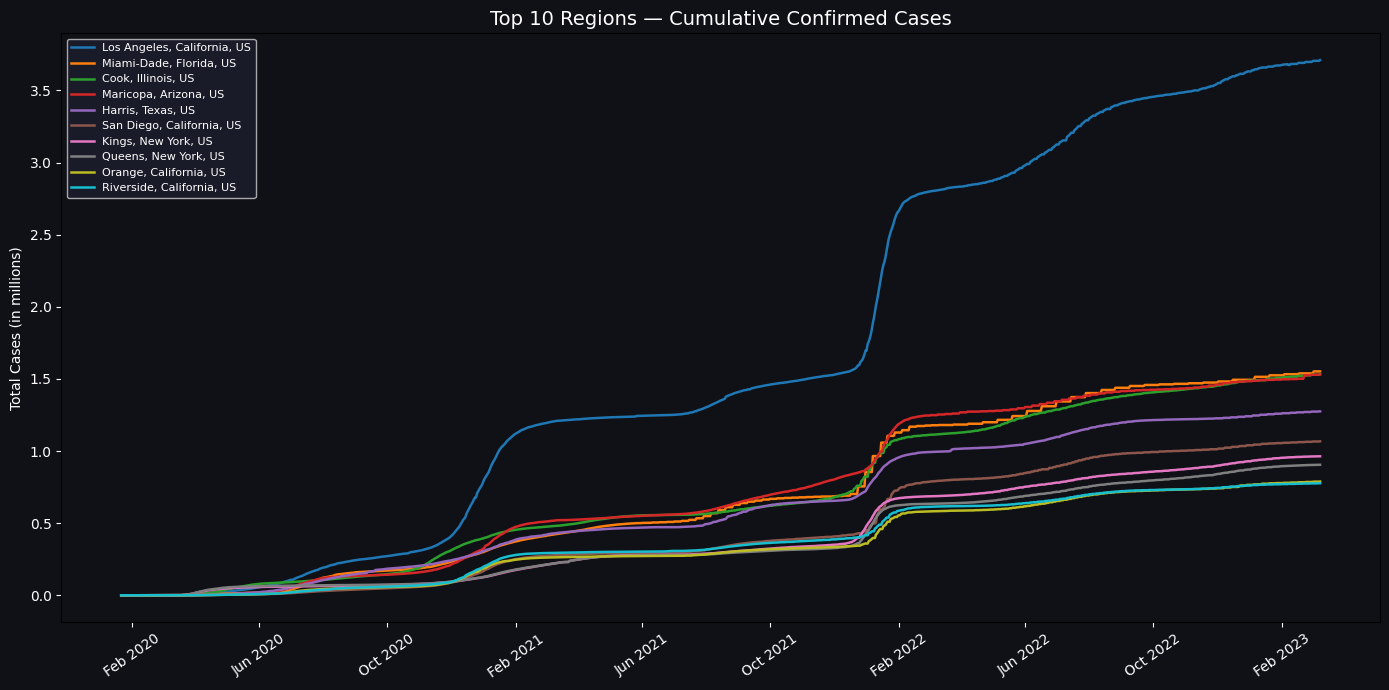 Top 10 Regions — Cumulative Confirmed Cases
Los Angeles, California, US
Miami-Dade, Florida, US
Cook, Illinois, US
Maricopa, Arizona, US
Harris, Texas, US
San Diego, California, US
Kings, New York, US
Queens, New York, US
Orange, California, US
Riverside, California, US
Total Cases (in millions)
3.5
3.0
2.5
2.0
1.5
1.0
0.5
0.0
Feb 2020
Jun 2020
Oct 2020
Feb 2021
Jun 2021
Oct 2021
Feb 2022
Jun 2022
Oct 2022
Feb 2023